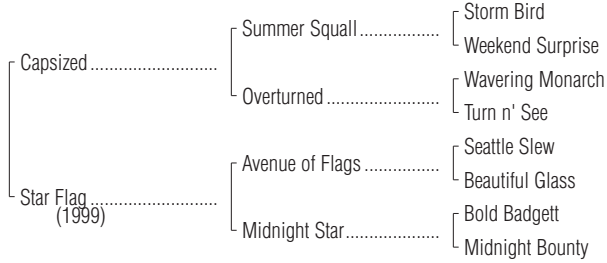 Storm Bird
Summer Squall
Weekend Surprise
Capsized
Wavering Monarch
Overturned
Turn n' See
Seattle Slew
Avenue of Flags
Beautiful Glass
Star Flag
(1999)
Bold Badgett
Midnight Star
Midnight Bounty